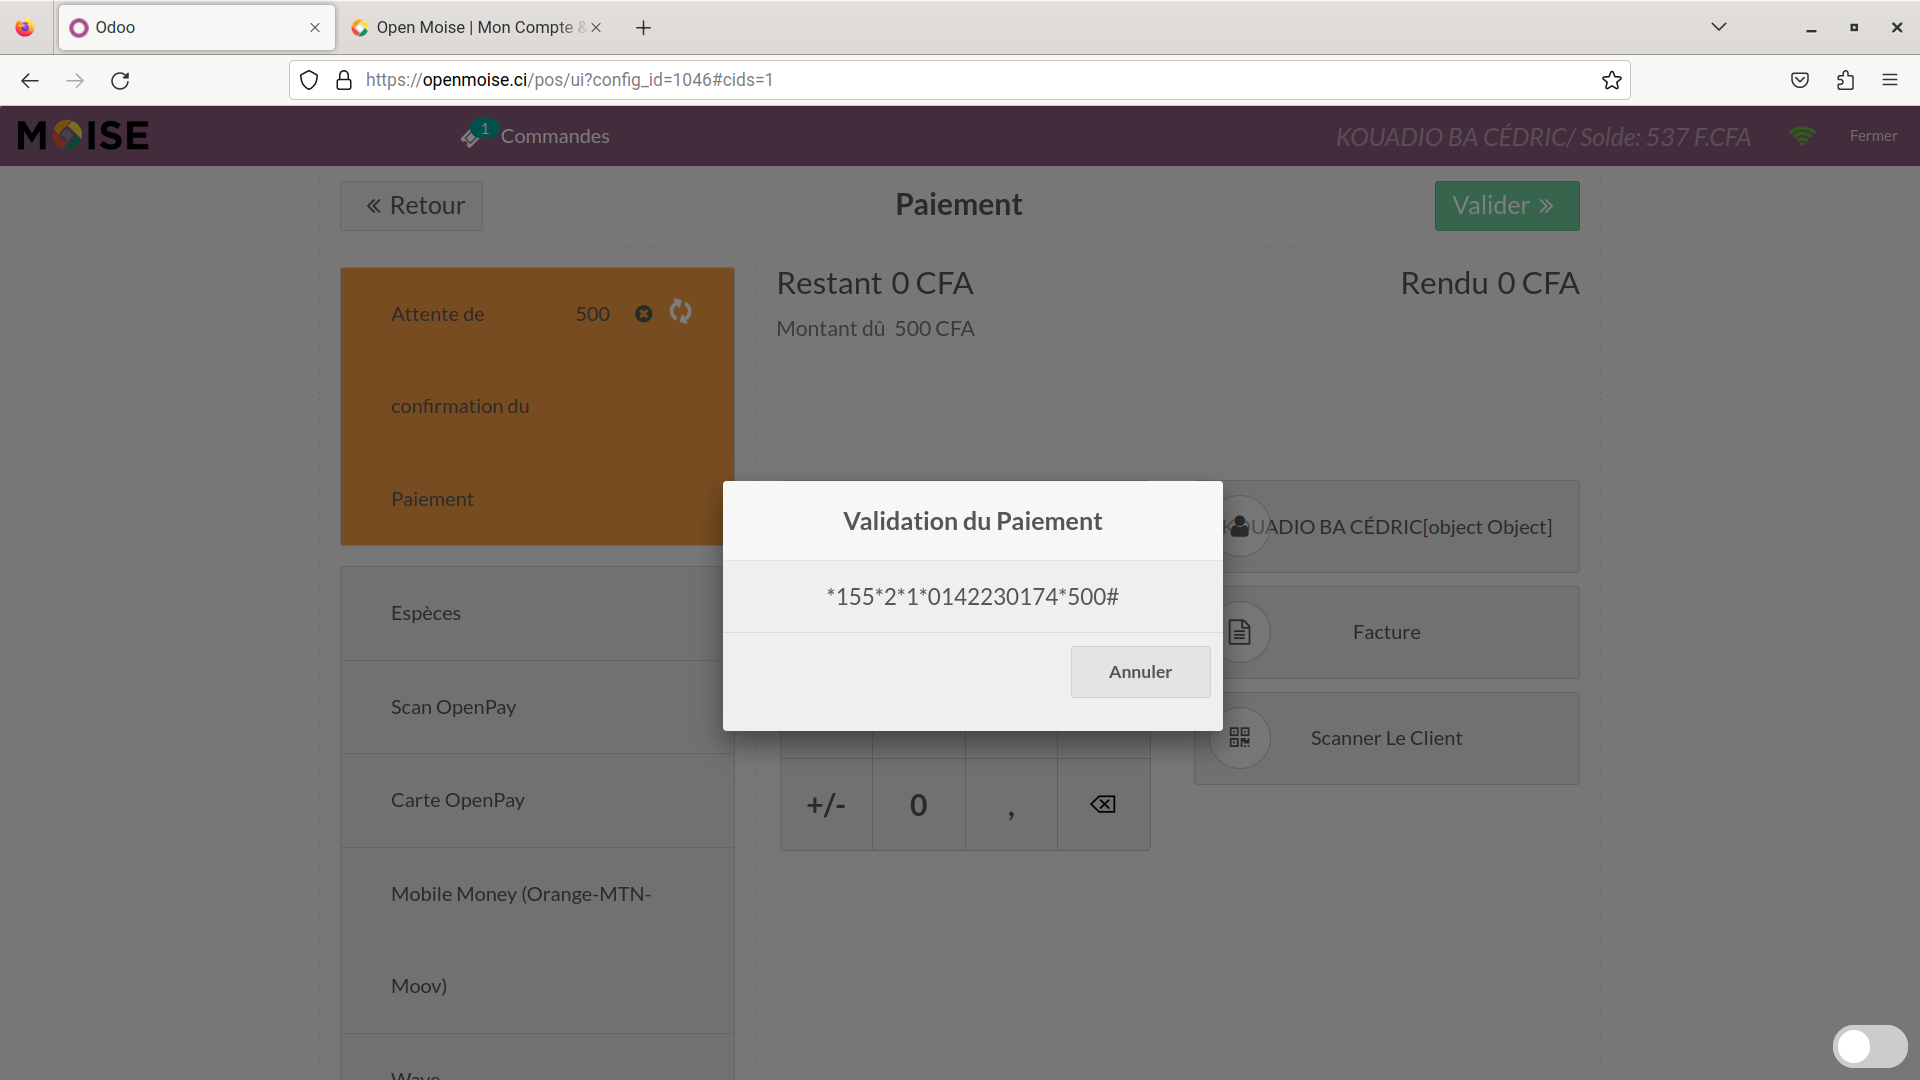 Odoo
Open Moise | Mon Compte &
https://openmoise.ci/pos/ui?config_id=1046#cids=1
MOISE
1
Commandes
KOUADIO BA CÉDRIC/ Solde: 537 F.CFA
Fermer
Retour
Paiement
Valider
Attente de
confirmation du
Paiement
500
Restant 0 CFA
Rendu 0 CFA
Montant dû 500 CFA
Espèces
Scan OpenPay
Carte OpenPay
Mobile Money (Orange-MTN-
Moov)
Wave
Validation du Paiement
*155*2*1*0142230174*500#
Annuler
KOUADIO BA CÉDRIC[object Object]
Facture
Scanner Le Client
+/- 0 ,